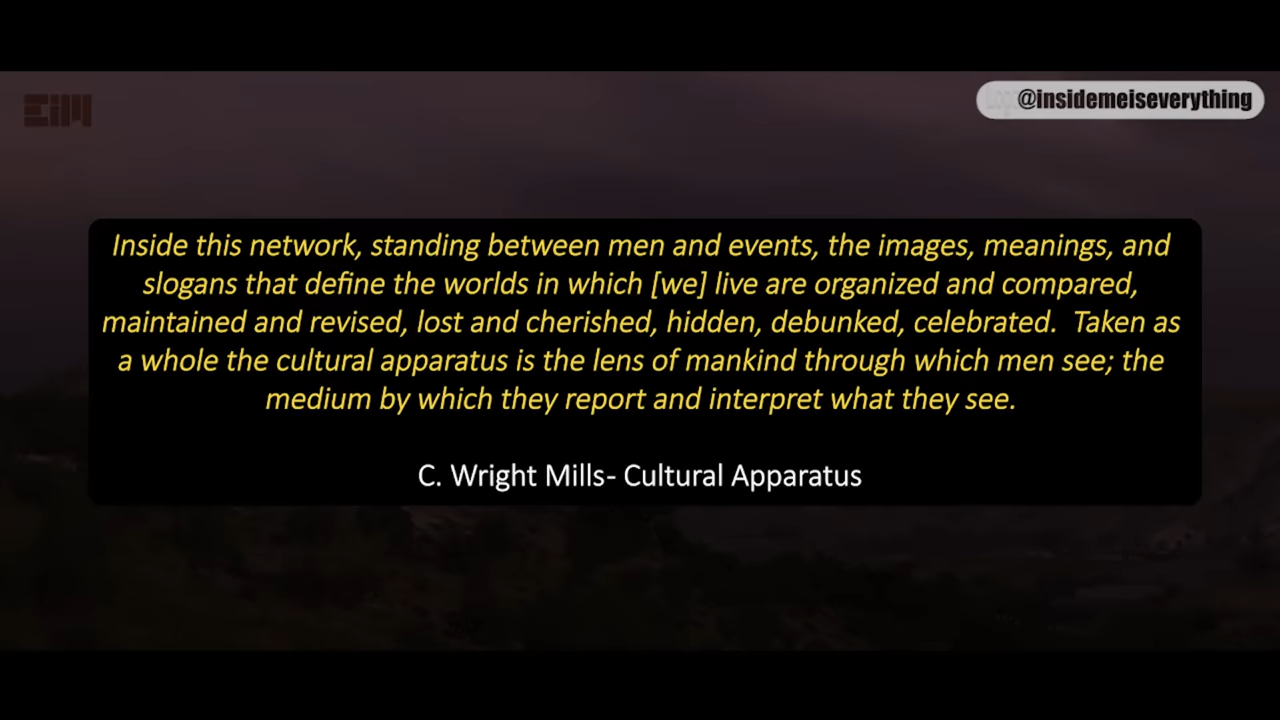 @insidemeiseverything
Inside this network, standing between men and events, the images, meanings, and
slogans that define the worlds in which [we] live are organized and compared,
maintained and revised, lost and cherished, hidden, debunked, celebrated.  Taken as
a whole the cultural apparatus is the lens of mankind through which men see; the
medium by which they report and interpret what they see.
C. Wright Mills- Cultural Apparatus